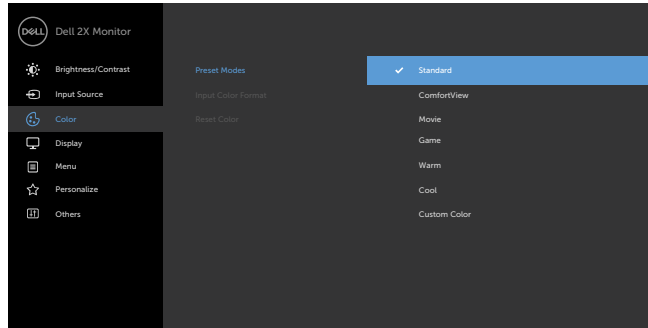 DELL
Dell 2X Monitor
Brightness/Contrast
Preset Modes
Standard
Input Source
Input Color Format
ComfortView
Color
Reset Color
Movie
Display
Game
Menu
Warm
Personalize
Cool
Others
Custom Color